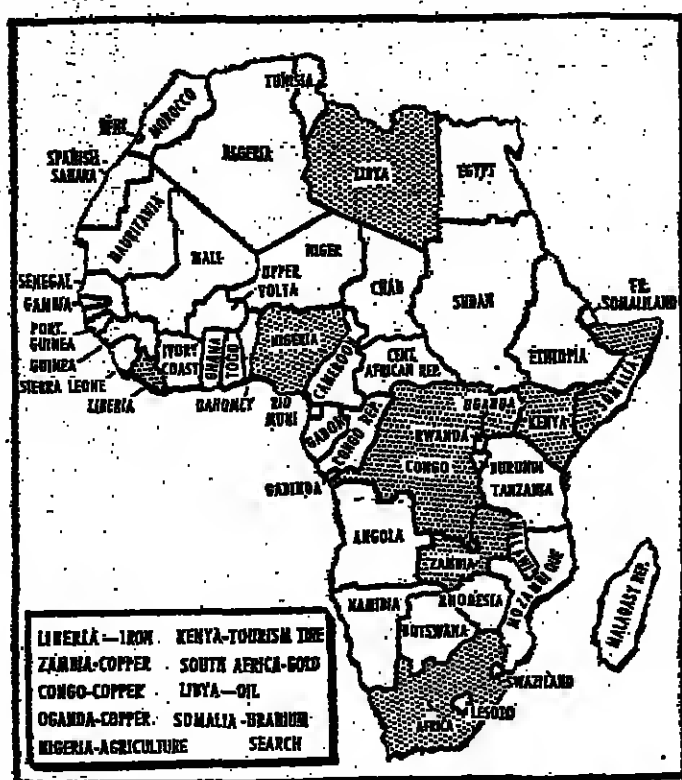 TUNISIA
MOROCCO
IFNI
ALGERIA
LIBYA
EGYPT
SPANISH
SAHARA
MAURITANIA
MALE
NIGER
UPPER
VOLTA
CHAD
SUDAN
FR.
SOMALILAND
SENEGAL
GAMBIA
PORT.
GUINEA
GUINEA
SIERRA LEONE
LIBERIA
IVORY
COAST
GHANA
TOGO
DAHOMEY
NIGERIA
RIO
MUNI
CAMEROON
CENT.
AFRICAN REP.
ETHIOPIA
SOMALIA
UGANDA
KENYA
GABON
CONGO REP.
RWANDA
CONGO
BURUNDI
TANZANIA
CABINDA
ANGOLA
ZAMBIA
MALAWI
MOZAMBIQUE
MALAGASY REP.
NAMIBIA
RHODESIA
BOTSWANA
SWAZILAND
LESOTO
AFRICA
LIBERIA—IRON KENYA-TOURISM THE
ZAMBIA-COPPER SOUTH AFRICA-GOLD
CONGO-COPPER LIBYA—OIL
UGANDA-COPPER SOMALIA-URANIUM
NIGERIA-AGRICULTURE SEARCH